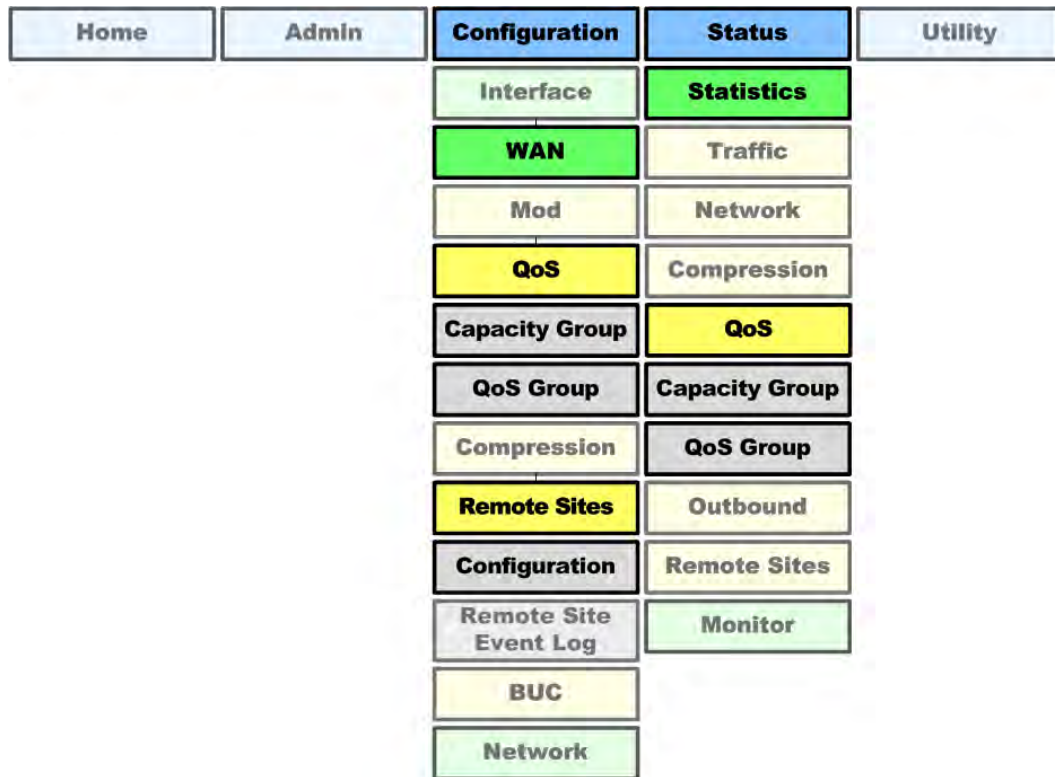 Home
Admin
Configuration
Status
Utility
Interface
Statistics
WAN
Traffic
Mod
Network
QoS
Compression
Capacity Group
QoS
QoS Group
Capacity Group
Compression
QoS Group
Remote Sites
Outbound
Configuration
Remote Sites
Remote Site
Event Log
Monitor
BUC
Network